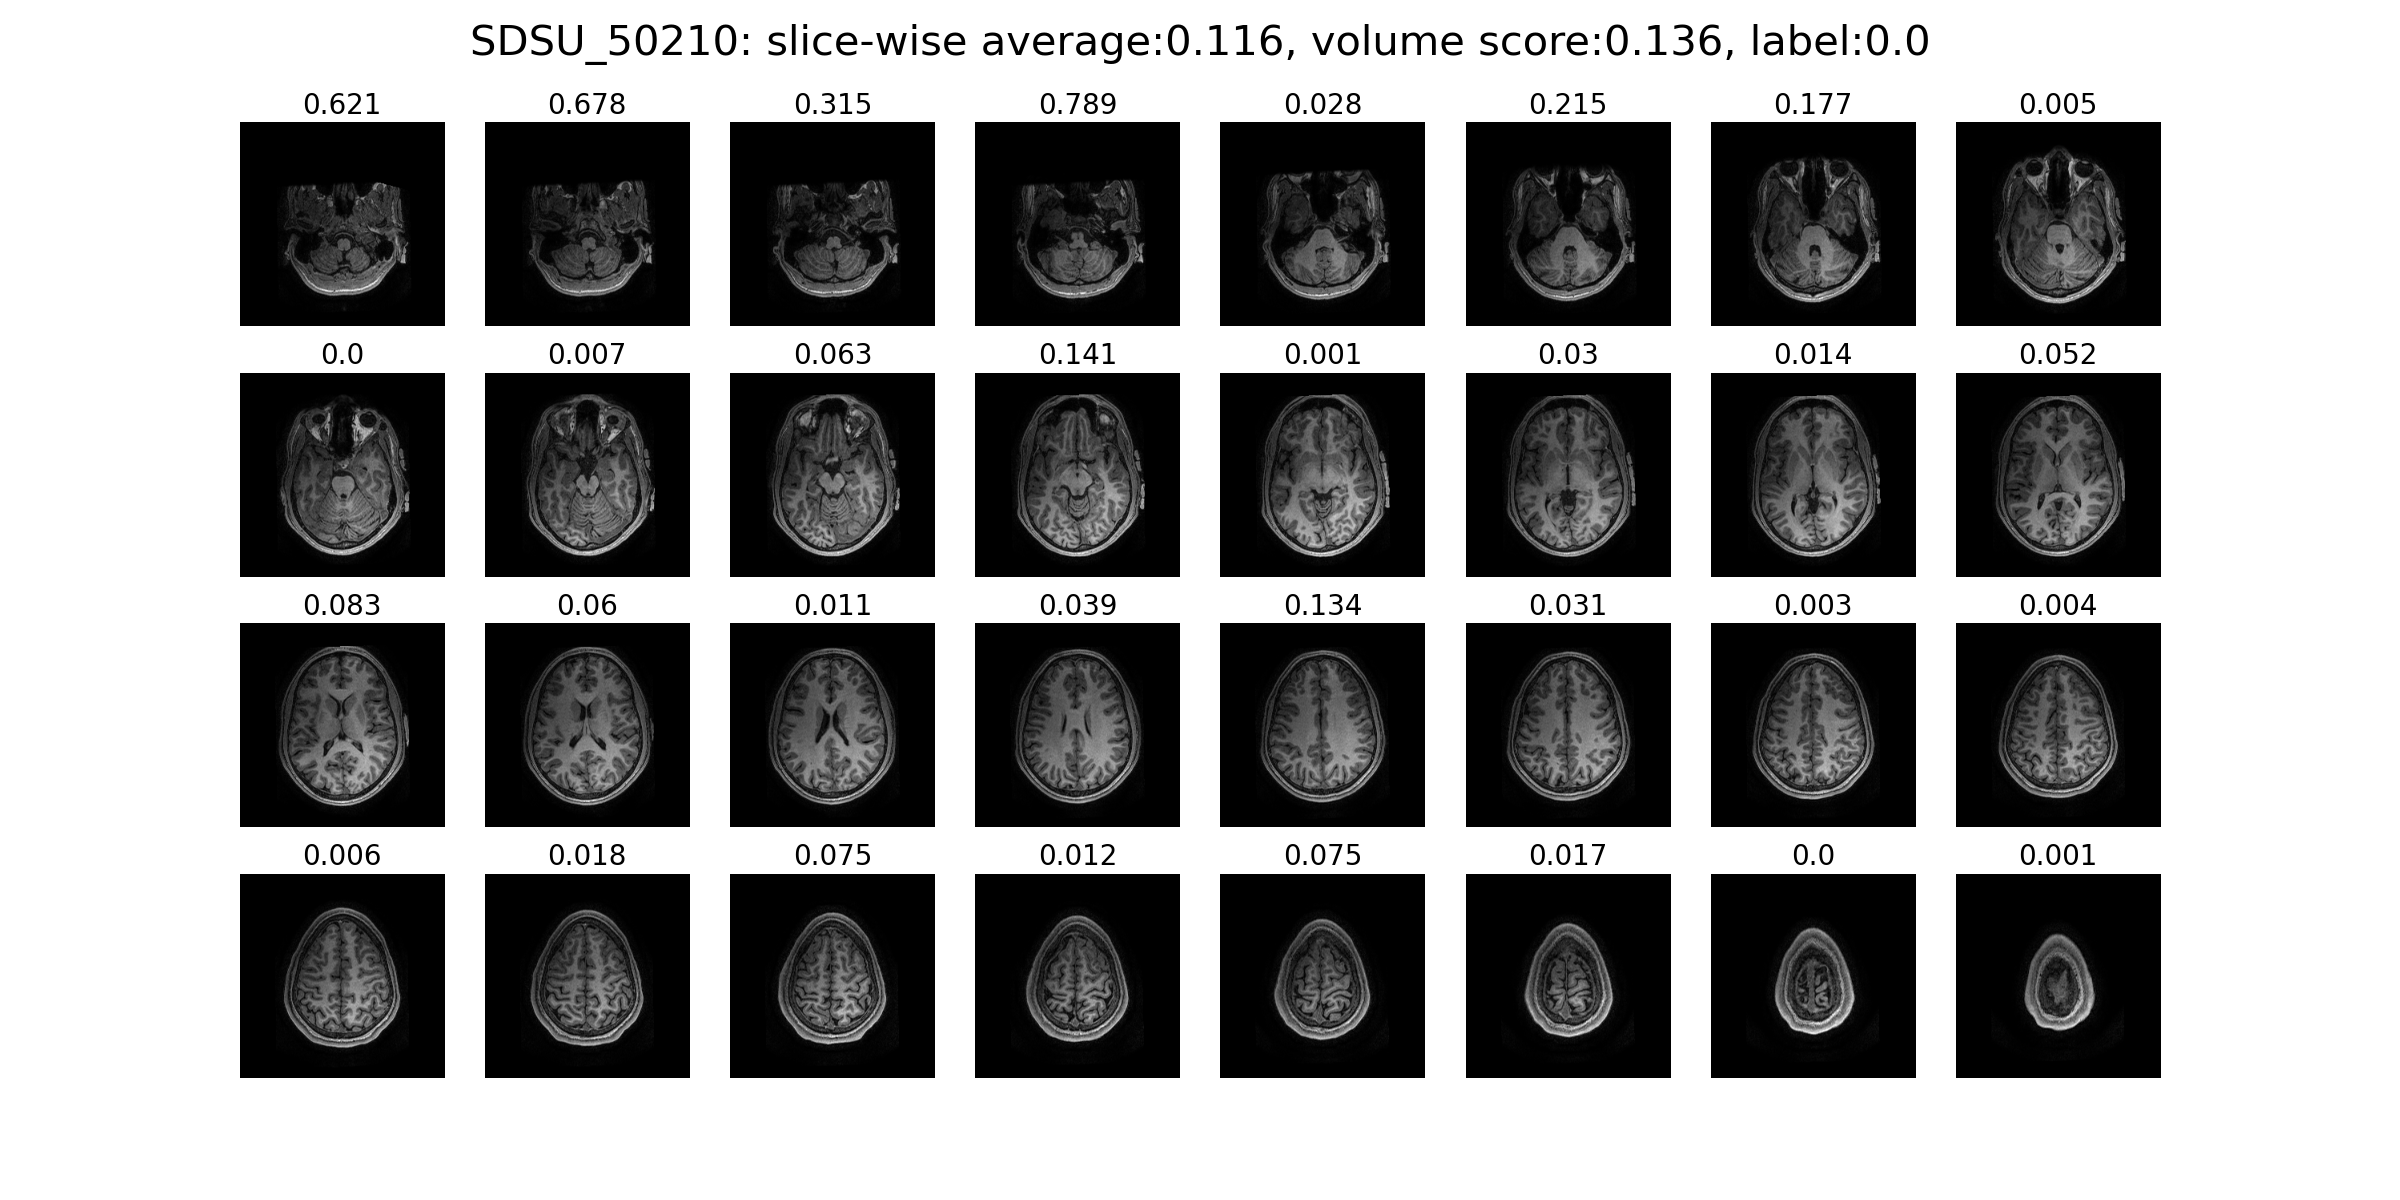 SDSU_50210: slice-wise average:0.116, volume score:0.136, label:0.0
0.621 0.678 0.315 0.789 0.028 0.215 0.177 0.005
0.0 0.007 0.063 0.141 0.001 0.03 0.014 0.052
0.083 0.06 0.011 0.039 0.134 0.031 0.003 0.004
0.006 0.018 0.075 0.012 0.075 0.017 0.0 0.001